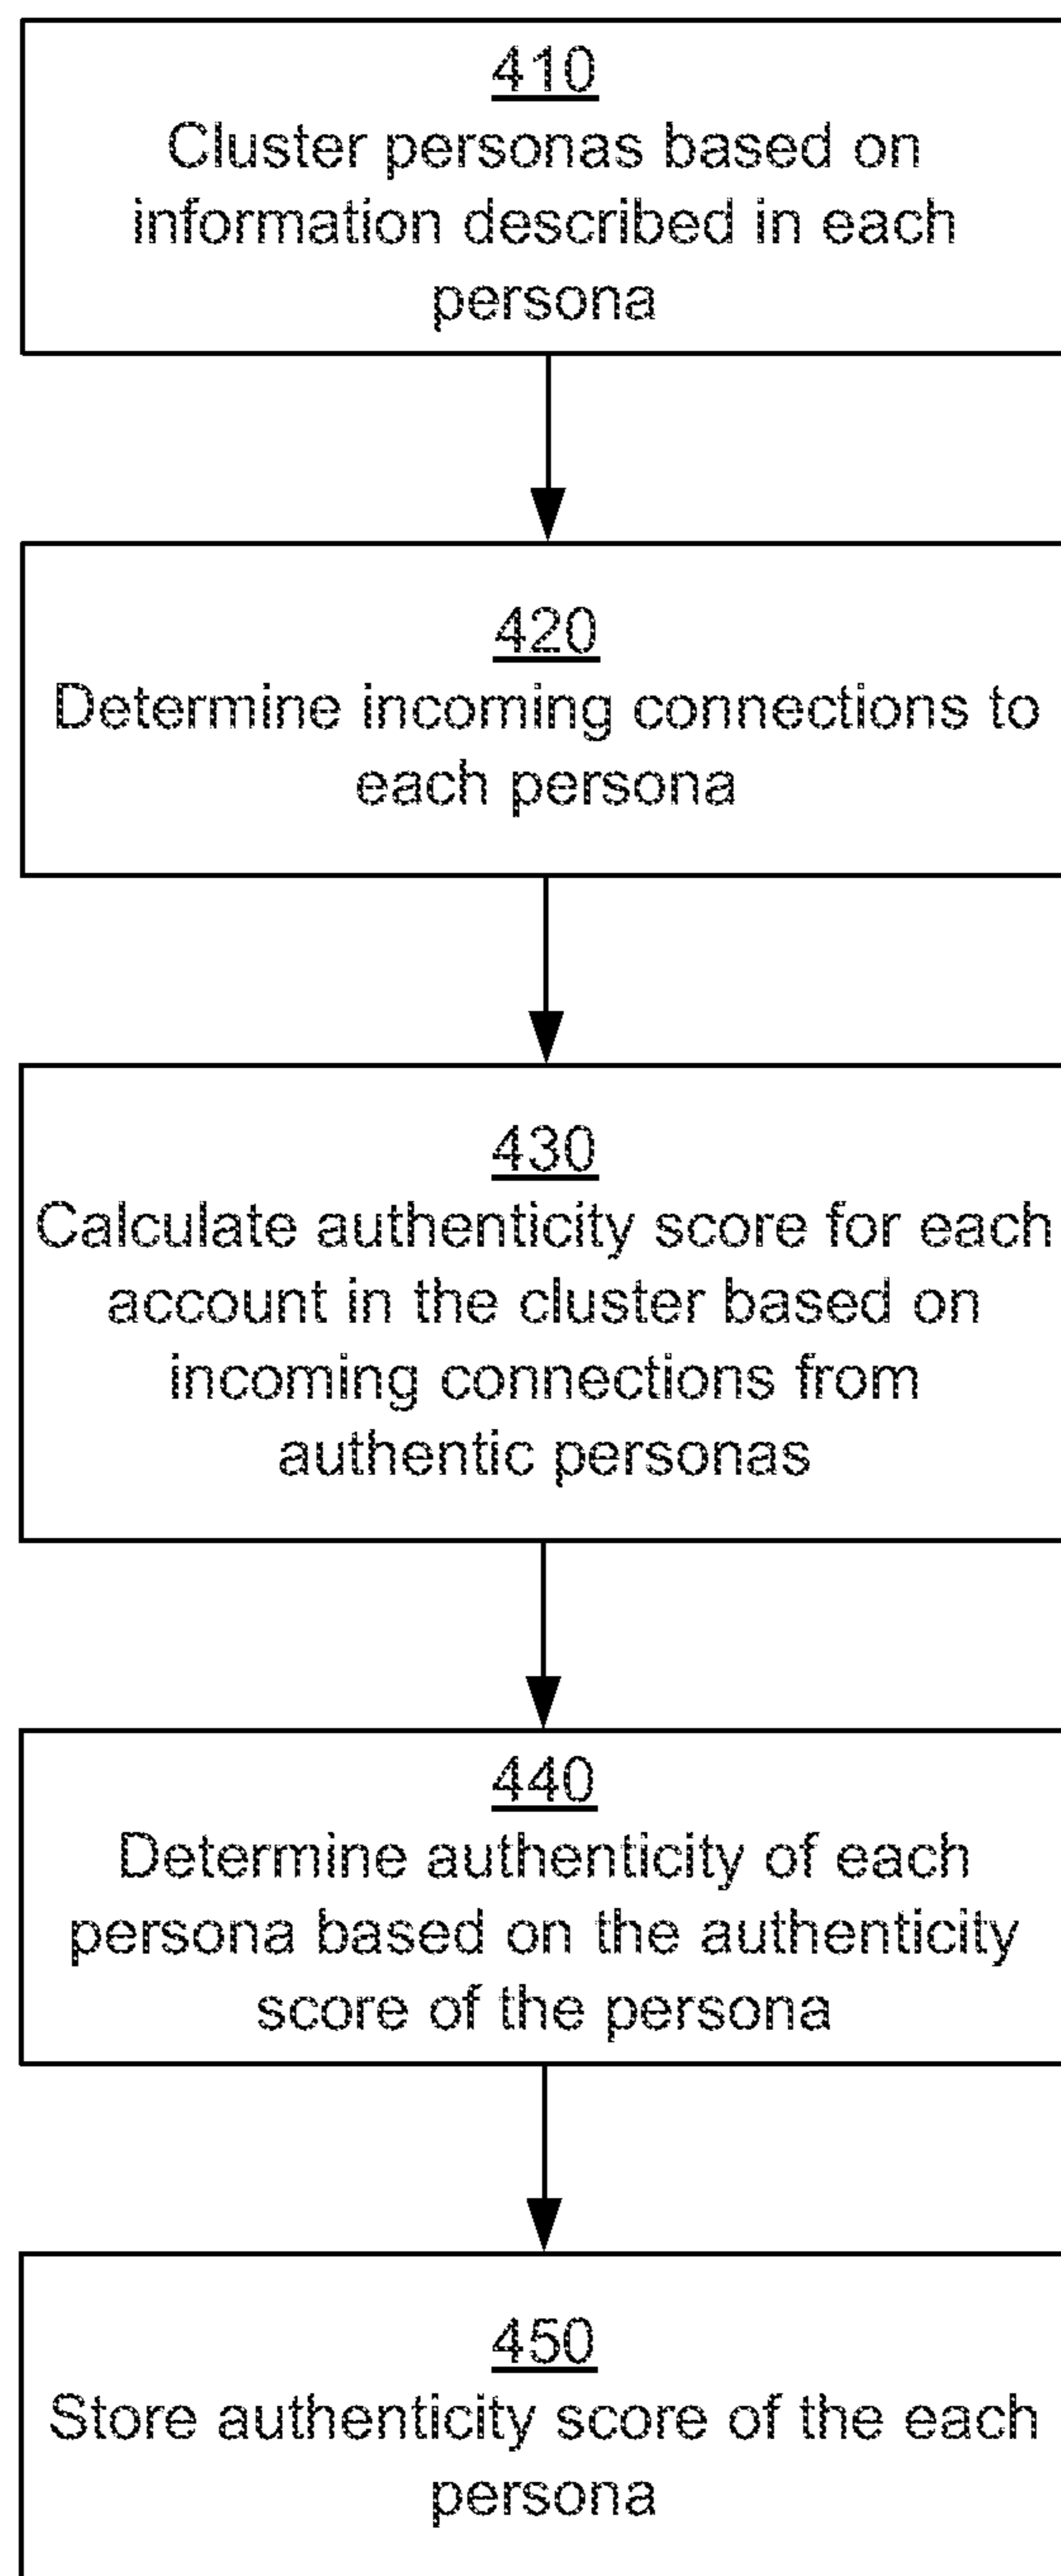 410
Cluster personas based on
information described in each
persona
420
Determine incoming connections to
each persona
430
Calculate authenticity score for each
account in the cluster based on
incoming connections from
authentic personas
440
Determine authenticity of each
persona based on the authenticity
score of the persona
450
Store authenticity score of the each
persona